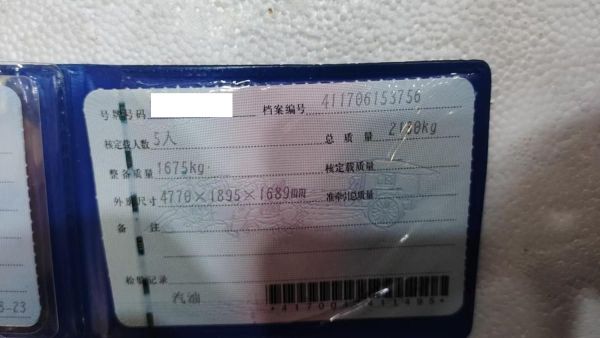 号牌号码 档案编号 411706153756
核定载人数 5人 总质量
整备质量 1675kg 核定载质量
外廓尺寸 4770×1895×1689mm 准牵引总质量
备注
检验记录
汽油